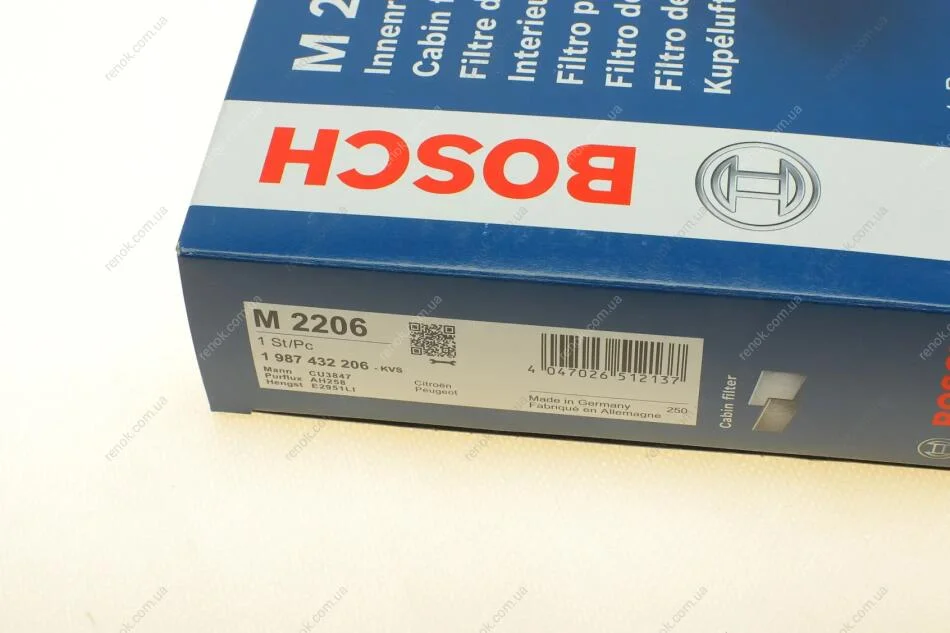 M 2
Innenr
Cabin f
Filtre d
Interieu
Filtro p
Filtro de
Filtro de
Kupéluft
BOSCH
M 2206
1 St/Pc
1 987 432 206 - KVS
Mann CU3847
Purflux AH258
Hengst E2951LI
Citroën
Peugeot
4 047026 512137
Made in Germany
Fabriqué en Allemagne
250
Cabin filter
BOSC
renok.com.ua